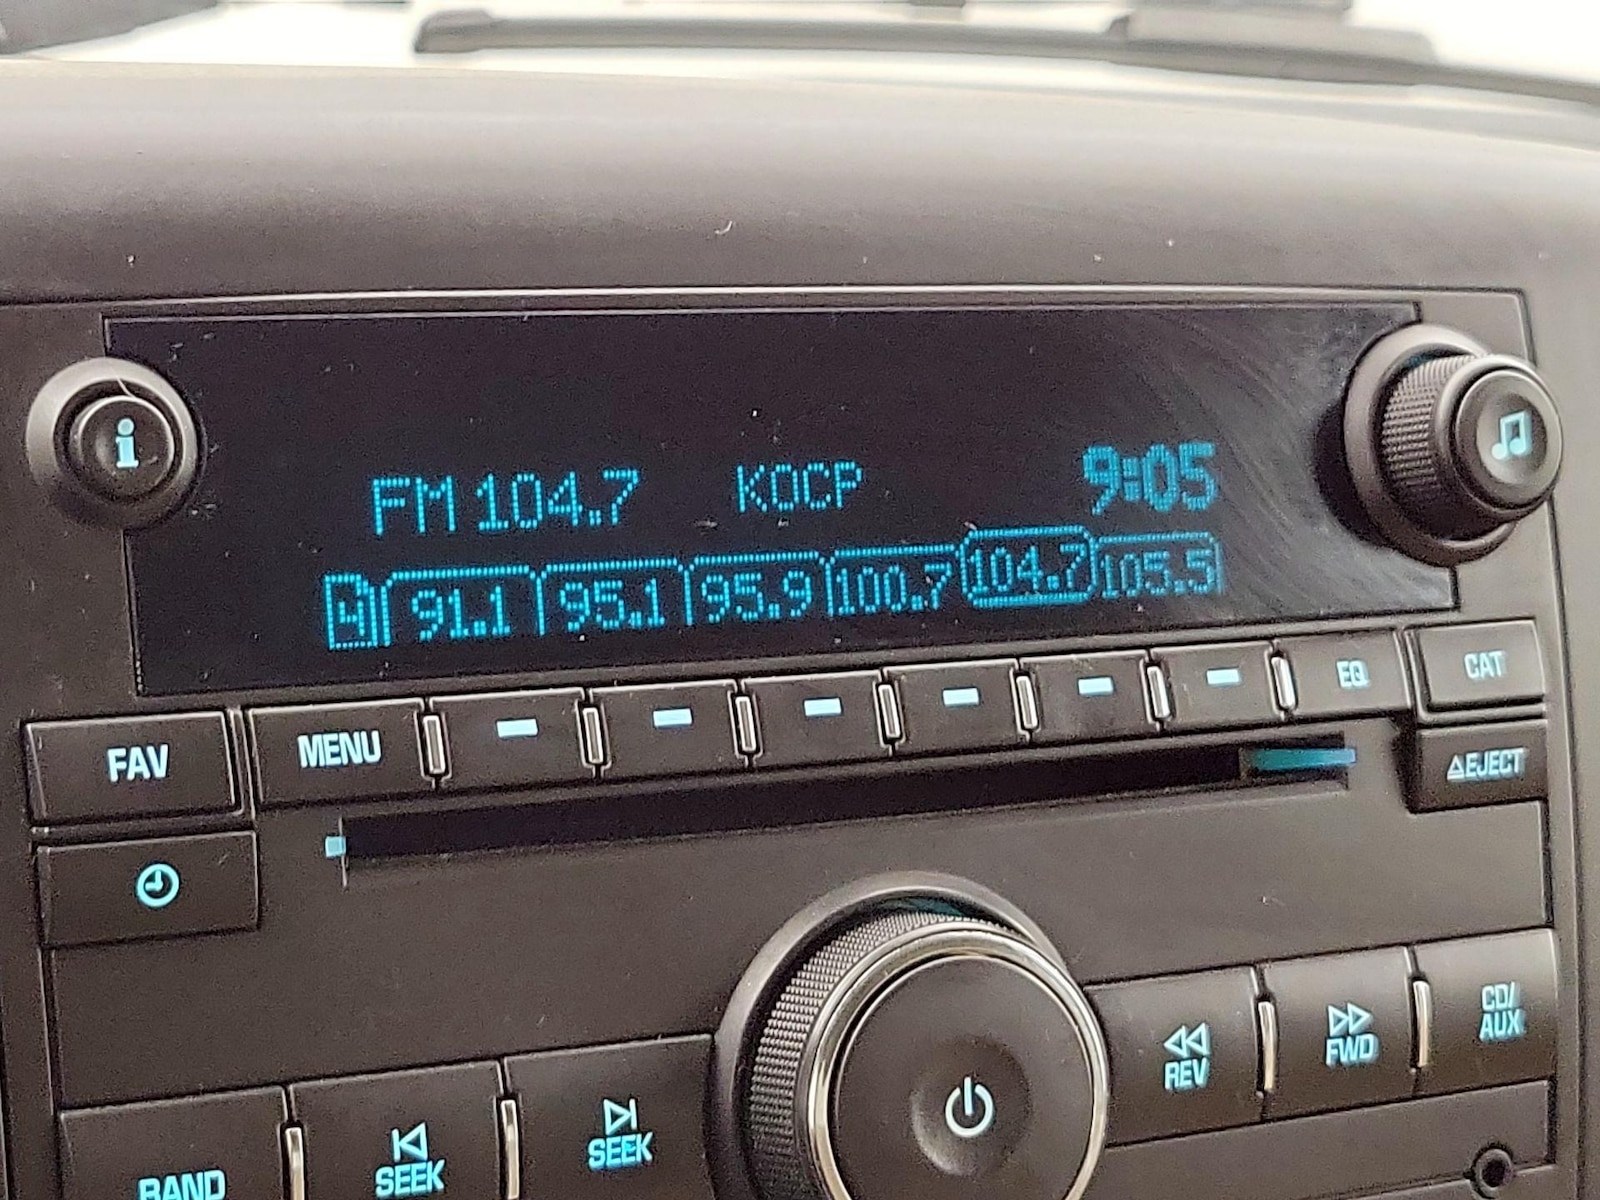 i
FM 104.7 KOCP 9:05
91.1 95.1 95.9 100.7 104.7 105.5
FAV MENU EQ CAT
△EJECT
BAND SEEK SEEK REV FWD CD/
AUX